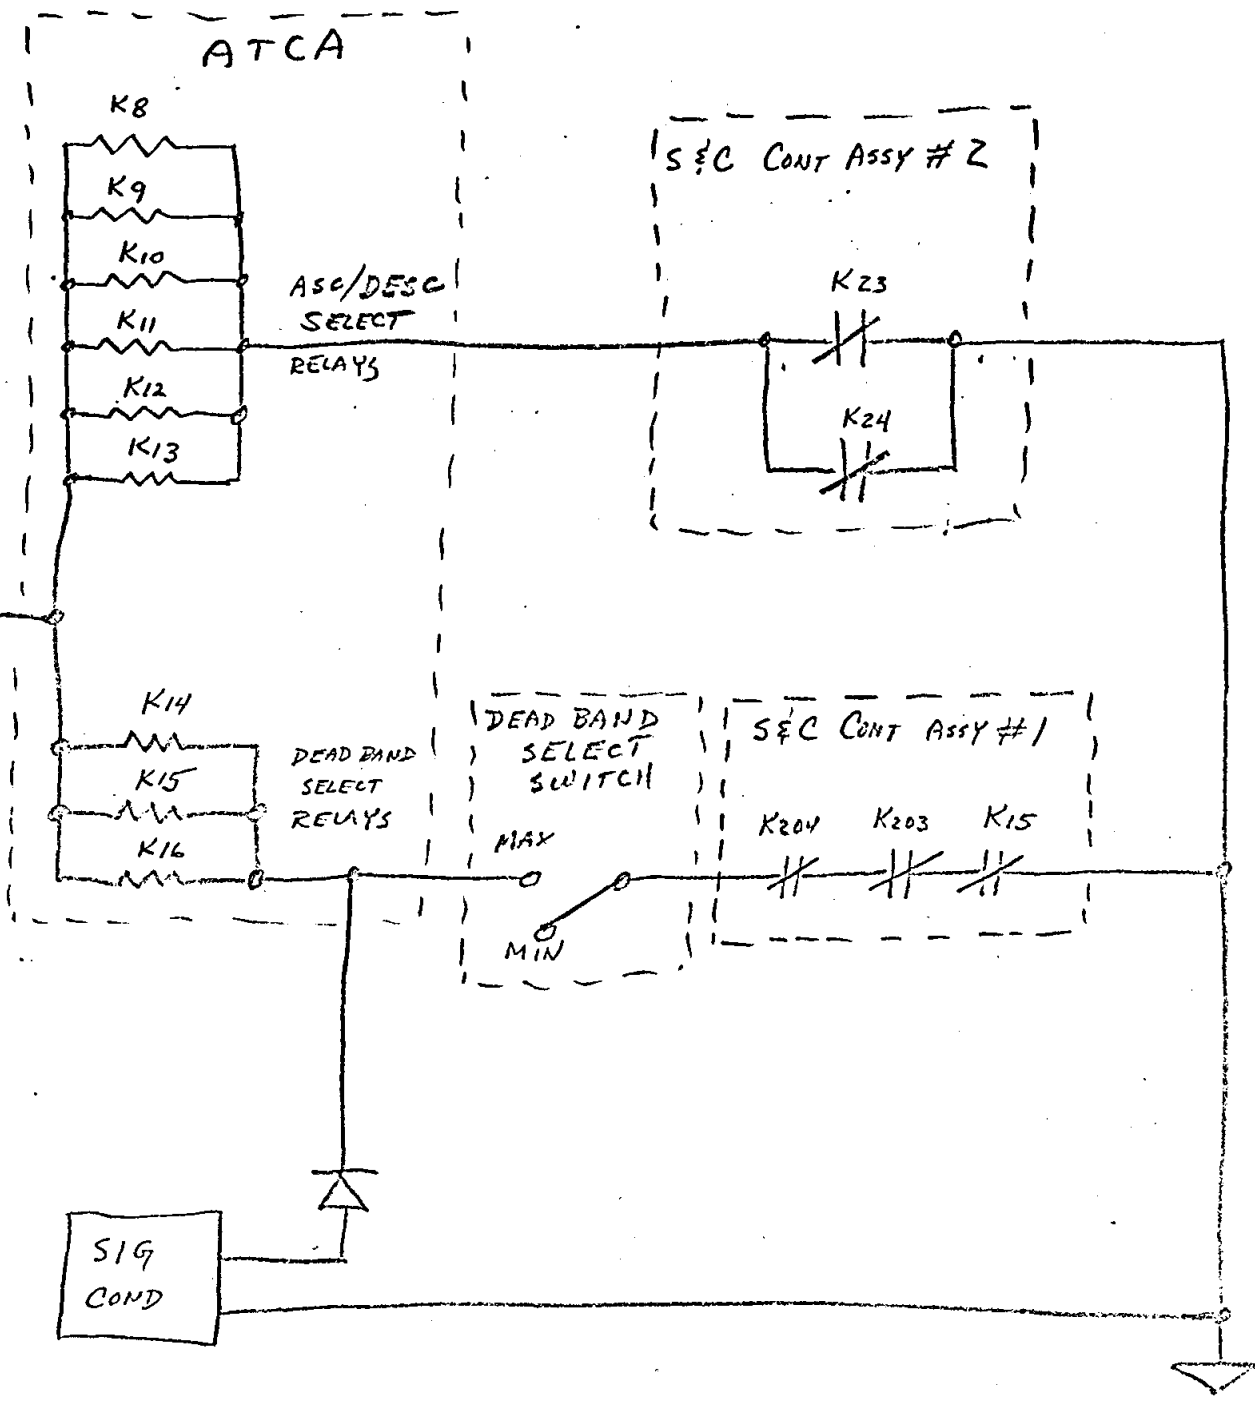 ATCA
K8
K9
K10
K11
K12
K13
ASC/DESC
SELECT
RELAYS
S&C CONT ASSY #2
K23
K24
K14
K15
K16
DEAD BAND
SELECT
RELAYS
DEAD BAND
SELECT
SWITCH
MAX
MIN
S&C CONT ASSY #1
K204
K203
K15
SIG
COND